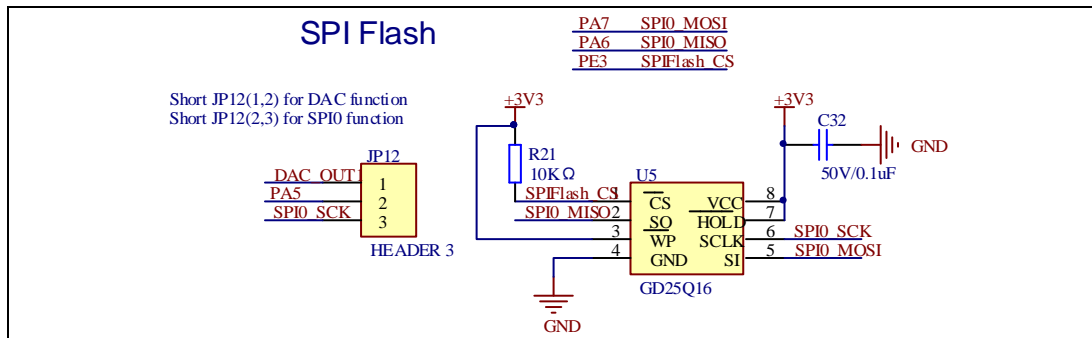 SPI Flash
PA7 SPI0_MOSI
PA6 SPI0_MISO
PE3 SPIFlash_CS
Short JP12(1,2) for DAC function
Short JP12(2,3) for SPI0 function
JP12
DAC_OUT1 1
PA5 2
SPI0_SCK 3
HEADER 3
+3V3
R21
10KΩ
+3V3
C32
50V/0.1uF
GND
U5
SPIFlash_CS 1 CS VCC 8
SPI0_MISO 2 SO HOLD 7
3 WP SCLK 6 SPI0_SCK
4 GND SI 5 SPI0_MOSI
GD25Q16
GND